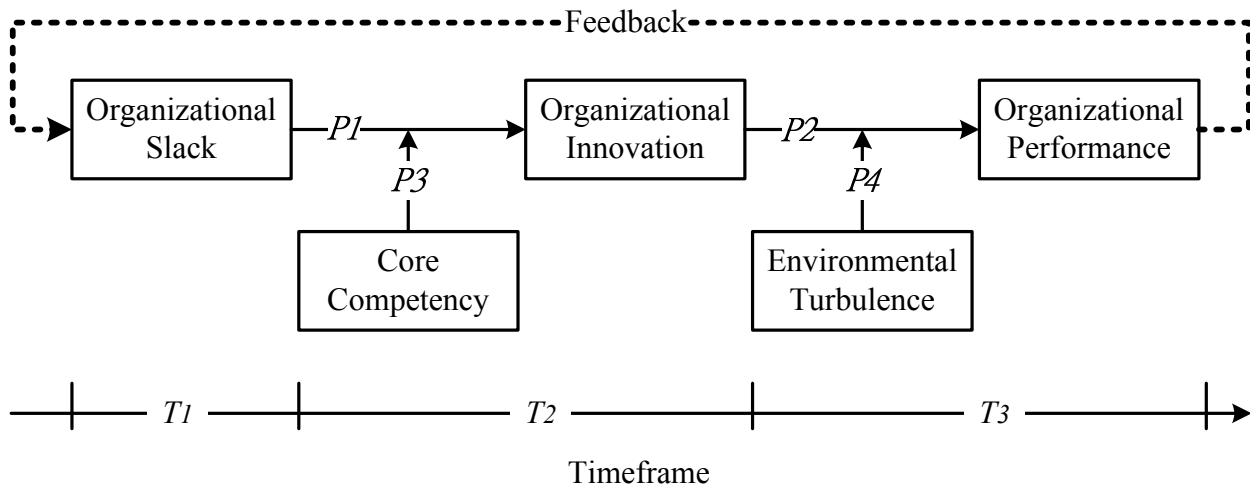 Feedback
Organizational
Slack
P1
Organizational
Innovation
P2
Organizational
Performance
P3
P4
Core
Competency
Environmental
Turbulence
T1
T2
T3
Timeframe